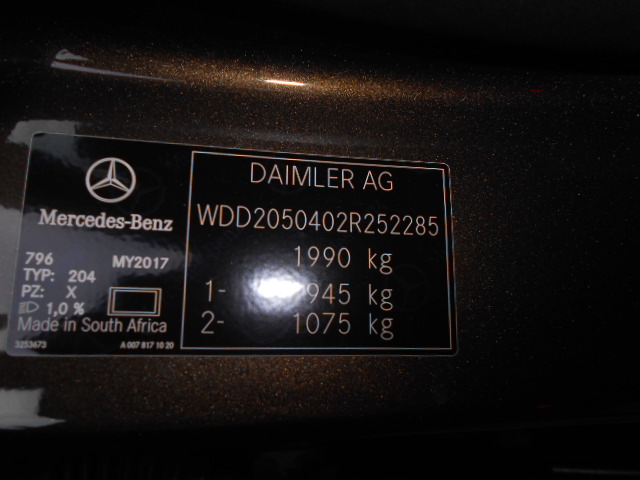 Mercedes-Benz
796 MY2017
TYP: 204
PZ: X
1,0 %
Made in South Africa
3253673 A 007 817 10 20
DAIMLER AG
WDD2050402R252285
1990 kg
1- 945 kg
2- 1075 kg